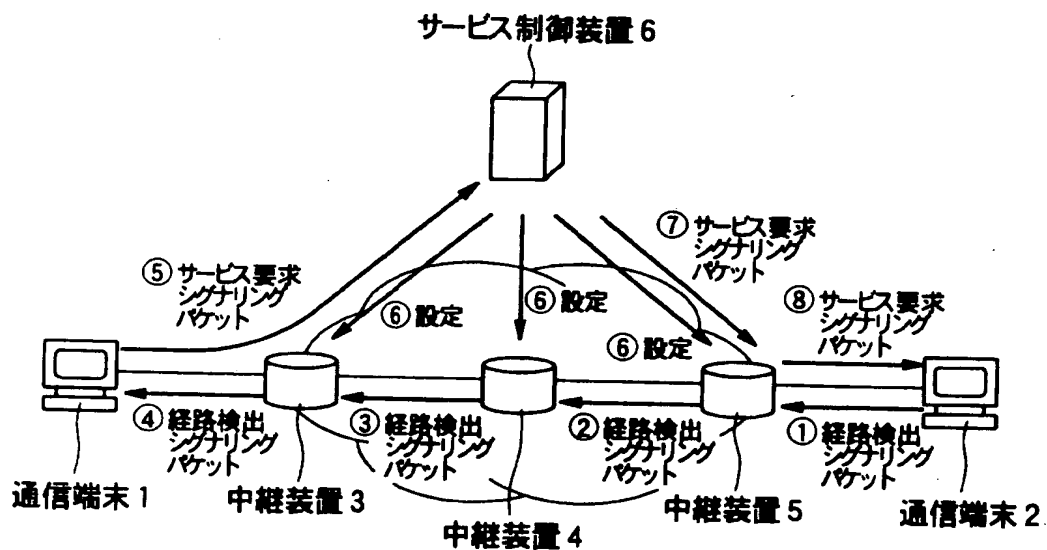 サービス制御装置6
⑦サービス要求
シグナリング
パケット
⑤サービス要求
シグナリング
パケット
⑥設定
⑥設定
⑥設定
⑧サービス要求
シグナリング
パケット
④経路検出
シグナリング
パケット
③経路検出
シグナリング
パケット
②経路検出
シグナリング
パケット
①経路検出
シグナリング
パケット
通信端末1
中継装置3
中継装置4
中継装置5
通信端末2